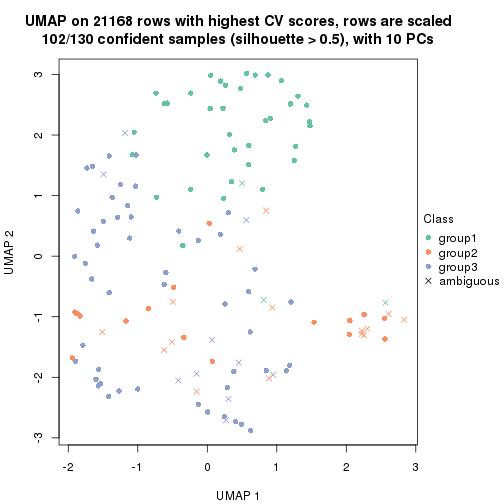 UMAP on 21168 rows with highest CV scores, rows are scaled
102/130 confident samples (silhouette > 0.5), with 10 PCs
3
2
1
0
-1
-2
-3
UMAP 2
-2 -1 0 1 2 3
UMAP 1
Class
group1
group2
group3
ambiguous